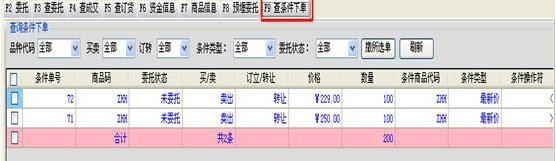 F2 委托 F3 查委托 F4 查成交 F5 查订货 F6 资金信息 F7 商品信息 F8 预埋委托 F9 查条件下单
查询条件下单
品种代码 全部 买卖 全部 订转 全部 条件类型: 全部 委托状态: 全部 撤所选单 刷新
条件单号 商品码 委托状态 买/卖 订立/转让 价格 数量 条件商品代码 条件类型 条件操作符
72 ZHH 未委托 卖出 转让 ¥229.00 100 ZHH 最新价
71 ZHH 未委托 卖出 转让 ¥250.00 100 ZHH 最新价
合计 共2条 200